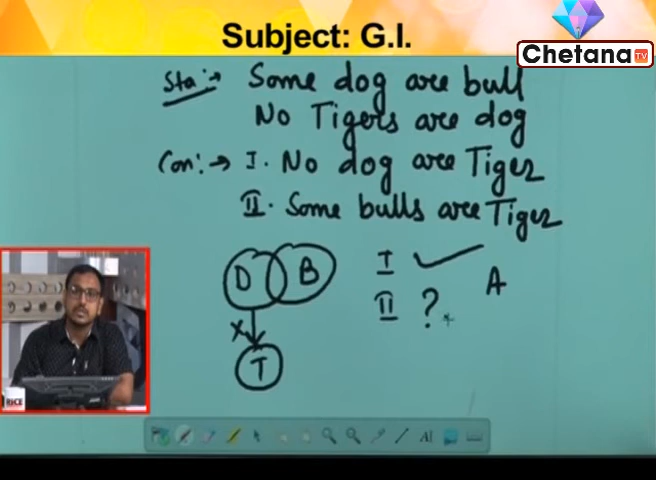 Subject: G.I.
Chetana TV
Sta:→ Some dog are bull
No Tigers are dog
Con:→ I. No dog are Tiger
II. Some bulls are Tiger
D B
I ✓
A
II ?
X
T
RICE
AI